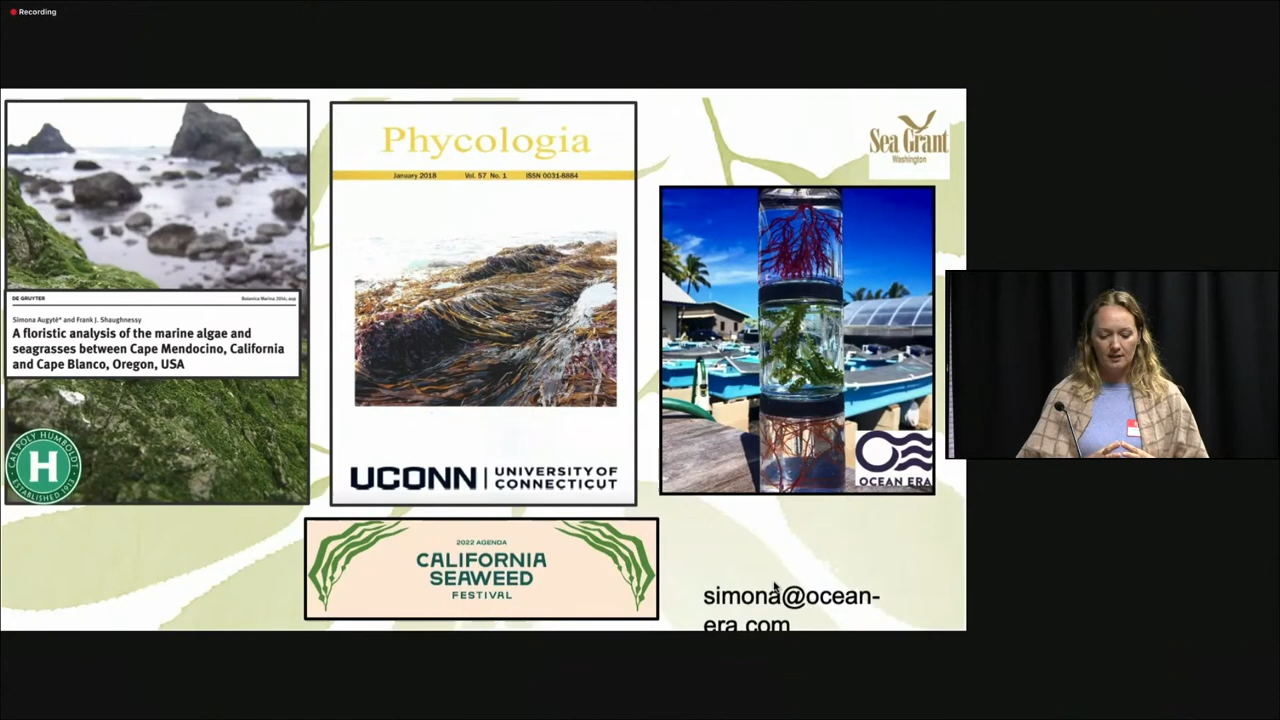 Recording
DE GRUYTER
Botanica Marina 2014; aop
Simona Augytė* and Frank J. Shaughnessy
A floristic analysis of the marine algae and
seagrasses between Cape Mendocino, California
and Cape Blanco, Oregon, USA
CAL POLY HUMBOLDT
H
ESTABLISHED 1913
Phycologia
January 2018 Vol. 57 No. 1 ISSN 0031-8884
UCONN | UNIVERSITY OF
CONNECTICUT
Sea Grant
Washington
OCEAN ERA
2022 AGENDA
CALIFORNIA
SEAWEED
FESTIVAL
simona@ocean-
era.com